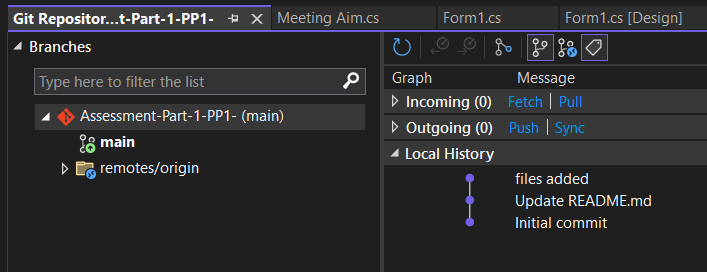 Git Repositor...t-Part-1-PP1-
Meeting Aim.cs
Form1.cs
Form1.cs [Design]
Branches
Type here to filter the list
Assessment-Part-1-PP1- (main)
main
remotes/origin
Graph
Message
Incoming (0) Fetch | Pull
Outgoing (0) Push | Sync
Local History
files added
Update README.md
Initial commit